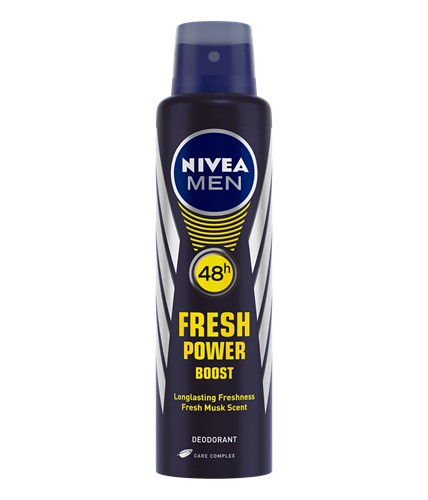 NIVEA
MEN
48h
FRESH
POWER
BOOST
Longlasting Freshness
Fresh Musk Scent
DEODORANT
CARE COMPLEX